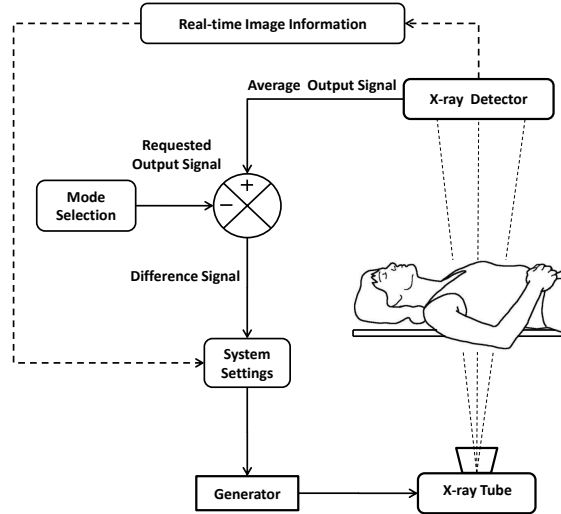 Real-time Image Information
Average Output Signal
X-ray Detector
Requested
Output Signal
Mode
Selection
+
−
Difference Signal
System
Settings
Generator
X-ray Tube